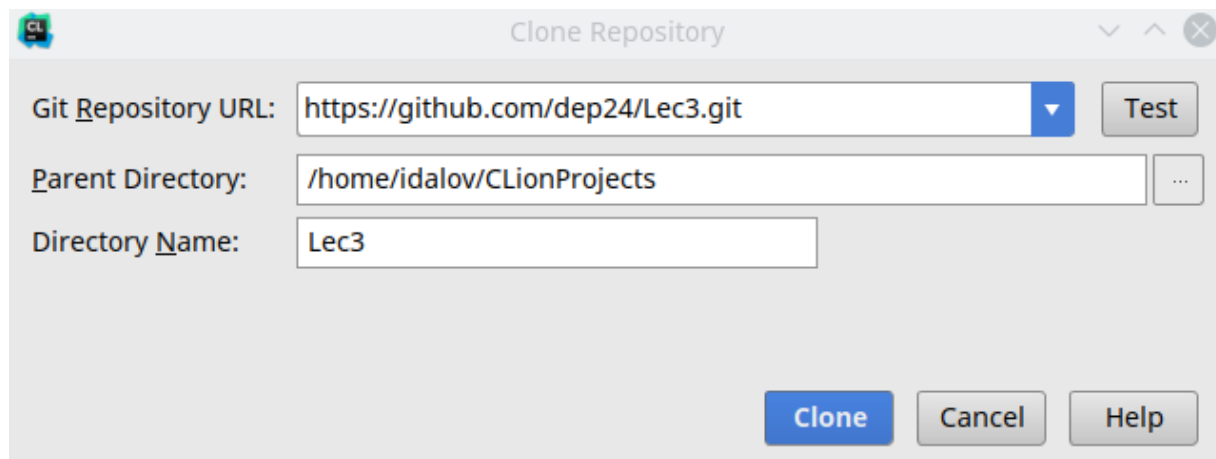 CL
Clone Repository
Git Repository URL: https://github.com/dep24/Lec3.git Test
Parent Directory: /home/idalov/CLionProjects ...
Directory Name: Lec3
Clone Cancel Help